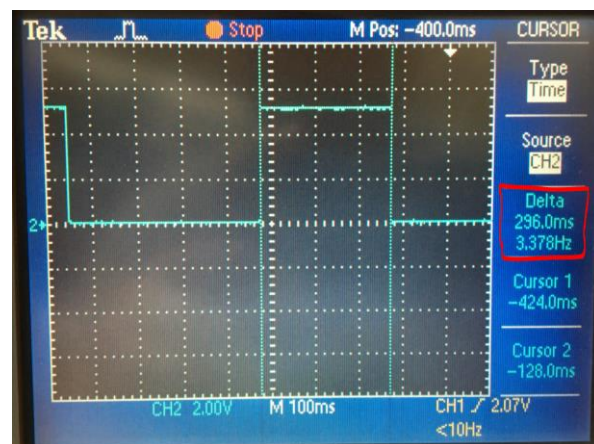 Tek Stop M Pos: -400.0ms CURSOR
Type
Time
Source
CH2
Delta
296.0ms
3.378Hz
2
Cursor 1
-424.0ms
Cursor 2
-128.0ms
CH2 2.00V M 100ms CH1 / 2.07V
<10Hz